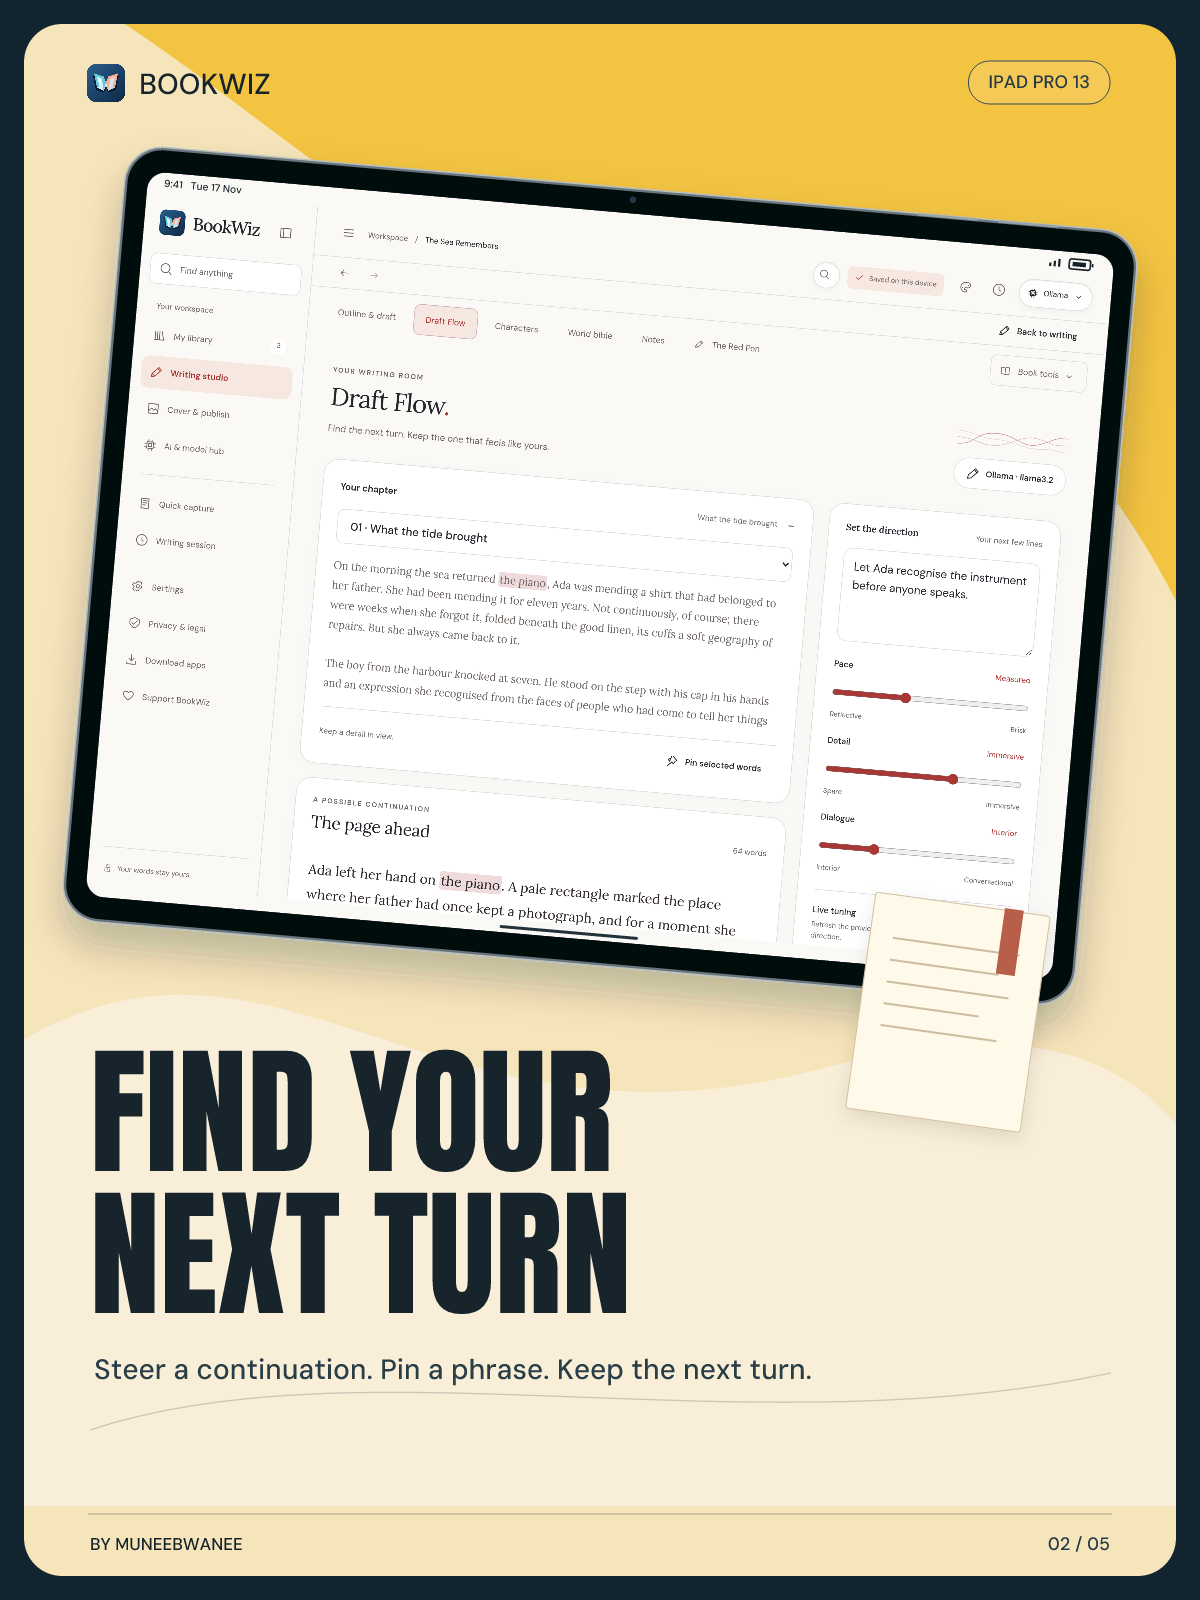 BOOKWIZ
IPAD PRO 13
9:41 Tue 17 Nov
BookWiz
Find anything
Your workspace
My library
3
Writing studio
Cover & publish
AI & model hub
Quick capture
Writing session
Settings
Privacy & legal
Download apps
Support BookWiz
Your words stay yours
Workspace / The Sea Remembers
Saved on this device
Ollama
Back to writing
Outline & draft
Draft Flow
Characters
World bible
Notes
The Red Pen
Book tools
YOUR WRITING ROOM
Draft Flow.
Find the next turn. Keep the one that feels like yours.
Ollama · llama3.2
Your chapter
What the tide brought
01 · What the tide brought
On the morning the sea returned the piano, Ada was mending a shirt that had belonged to
her father. She had been mending it for eleven years. Not continuously, of course; there
were weeks when she forgot it, folded beneath the good linen, its cuffs a soft geography of
repairs. But she always came back to it.
The boy from the harbour knocked at seven. He stood on the step with his cap in his hands
and an expression she recognised from the faces of people who had come to tell her things
Keep a detail in view.
Pin selected words
A POSSIBLE CONTINUATION
The page ahead
64 words
Ada left her hand on the piano. A pale rectangle marked the place
where her father had once kept a photograph, and for a moment she
Set the direction
Your next few lines
Let Ada recognise the instrument
before anyone speaks.
Pace
Measured
Reflective
Brisk
Detail
Immersive
Spare
Immersive
Dialogue
Interior
Interior
Conversational
Live tuning
Refresh the
direction.
FIND YOUR
NEXT TURN
Steer a continuation. Pin a phrase. Keep the next turn.
BY MUNEEBWANEE
02 / 05